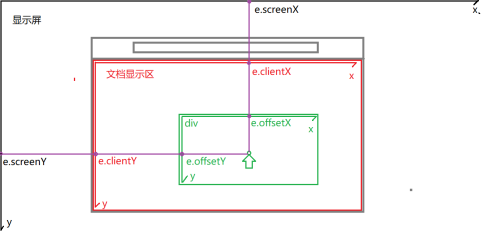 e.screenX
x
显示屏
文档显示区
e.clientX
x
div
e.offsetX
x
e.screenY
e.clientY
e.offsetY
y
y
y